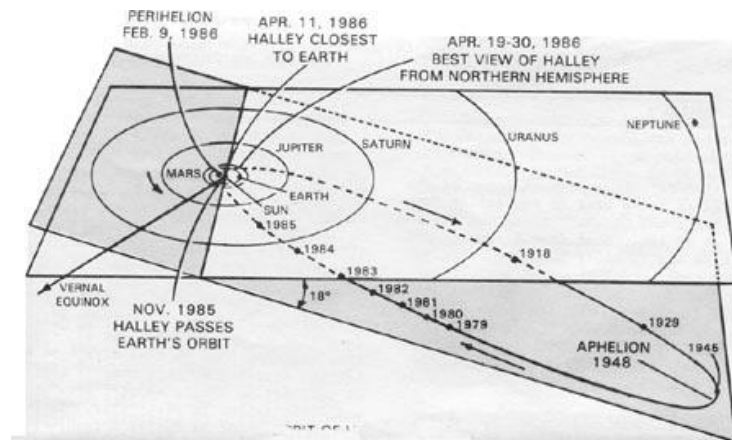 PERIHELION
FEB. 9, 1986
APR. 11, 1986
HALLEY CLOSEST
TO EARTH
APR. 19-30, 1986
BEST VIEW OF HALLEY
FROM NORTHERN HEMISPHERE
JUPITER
SATURN
URANUS
NEPTUNE
MARS
EARTH
SUN
1985
1984
1983
1982
1981
1980
1979
1918
1929
1945
18°
VERNAL
EQUINOX
NOV. 1985
HALLEY PASSES
EARTH'S ORBIT
APHELION
1948